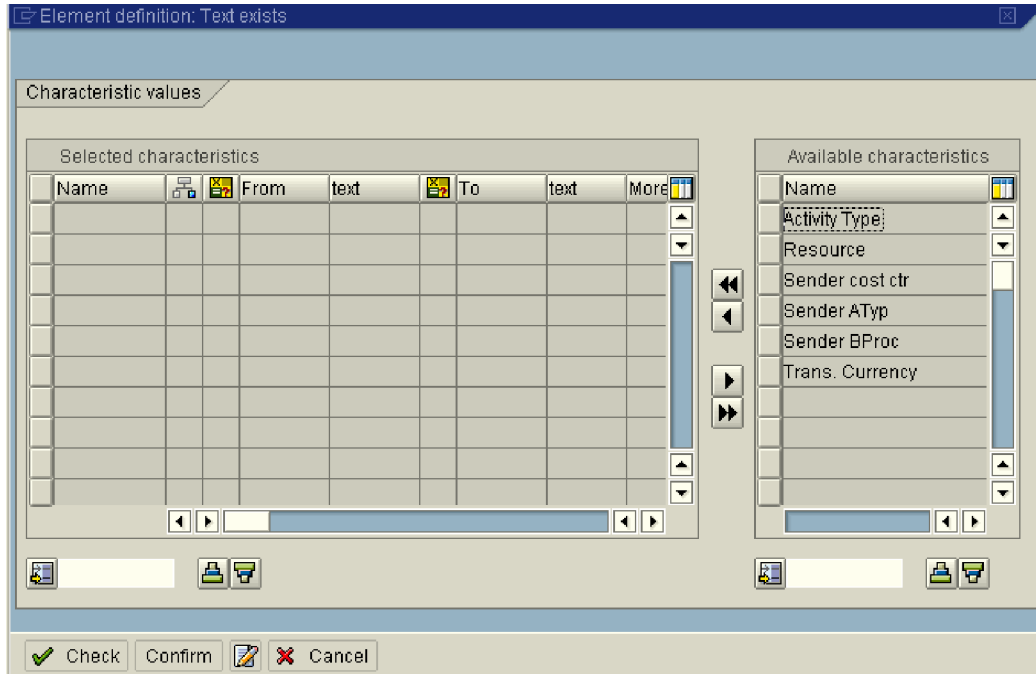 Element definition: Text exists
Characteristic values
Selected characteristics
Available characteristics
Name From text To text More
Name
Activity Type
Resource
Sender cost ctr
Sender ATyp
Sender BProc
Trans. Currency
Check Confirm Cancel